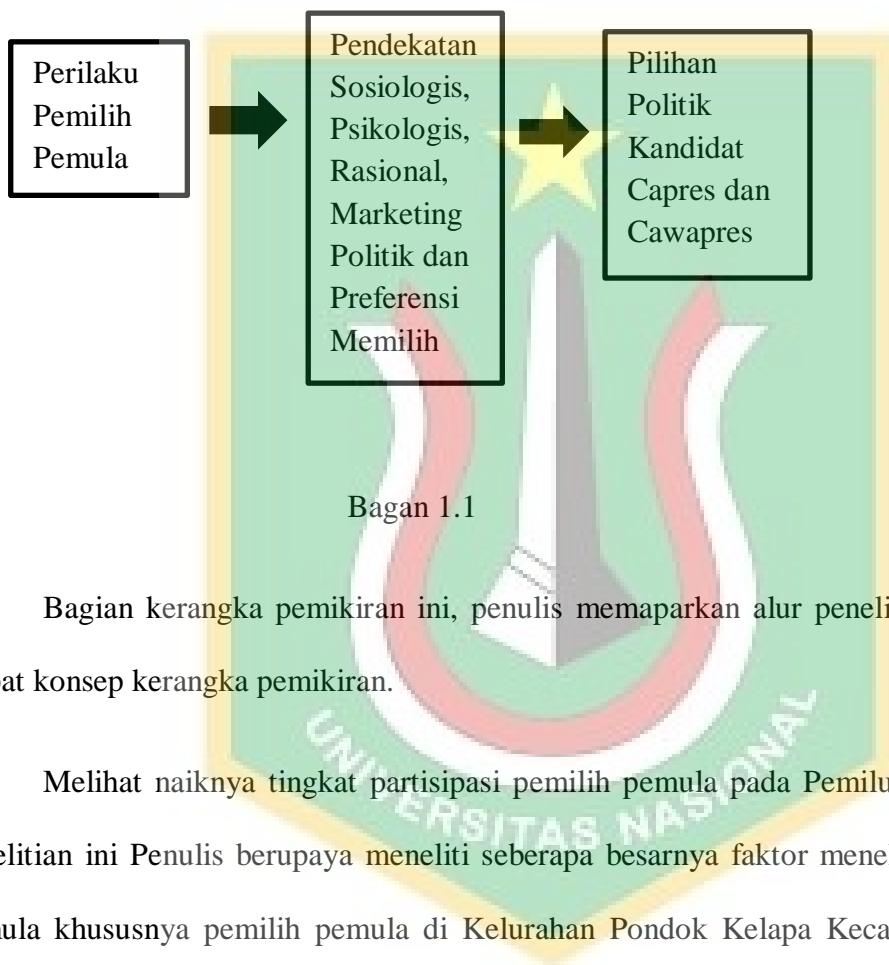 Perilaku
Pemilih
Pemula
Pendekatan
Sosiologis,
Psikologis,
Rasional,
Marketing
Politik dan
Preferensi
Memilih
Pilihan
Politik
Kandidat
Capres dan
Cawapres
Bagan 1.1
Bagian kerangka pemikiran ini, penulis memaparkan alur peneli
pat konsep kerangka pemikiran.
UNIVERSITAS NASIONAL
Melihat naiknya tingkat partisipasi pemilih pemula pada Pemilu
elitian ini Penulis berupaya meneliti seberapa besarnya faktor menel
nula khususnya pemilih pemula di Kelurahan Pondok Kelapa Keca